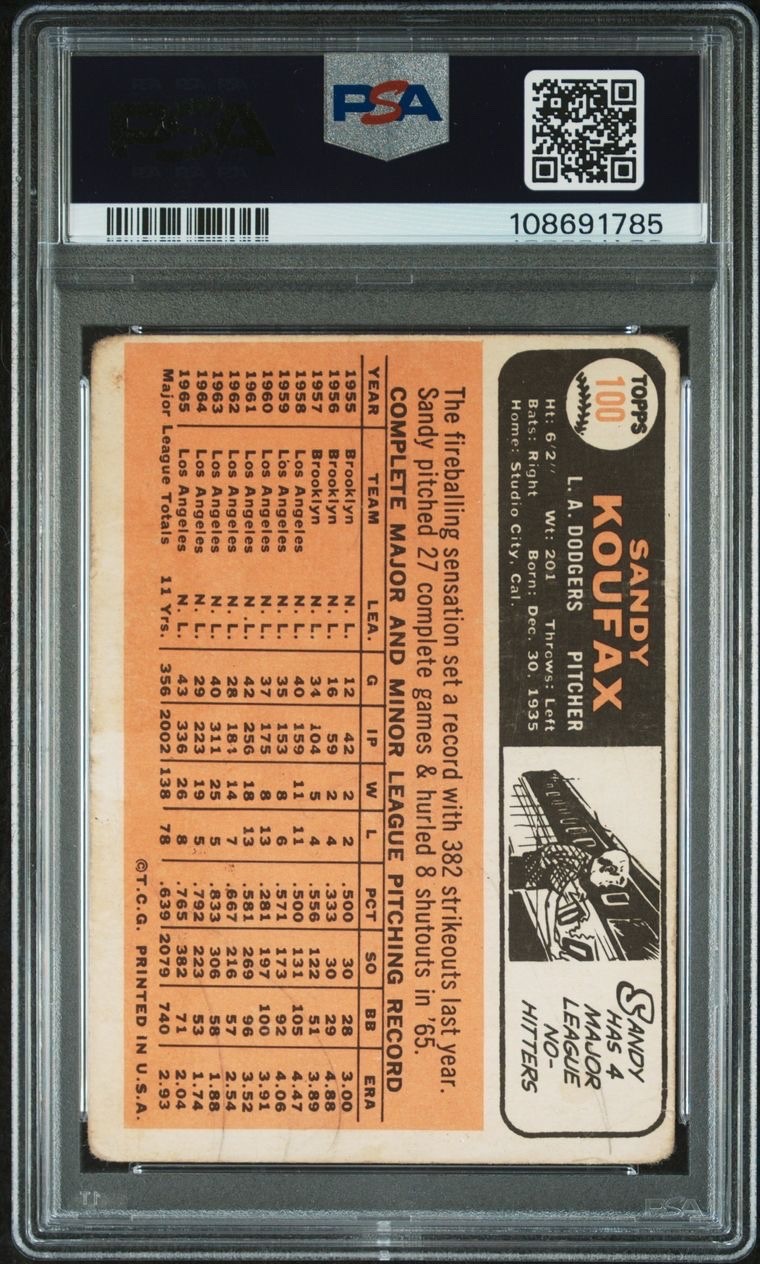 PSA
108691785
TOPPS
100
SANDY
KOUFAX
L. A. DODGERS PITCHER
Ht: 6'2" Wt: 201 Throws: Left
Bats: Right Born: Dec. 30, 1935
Home: Studio City, Cal.
SANDY
HAS 4
MAJOR
LEAGUE
NO-
HITTERS
The fireballing sensation set a record with 382 strikeouts last year.
Sandy pitched 27 complete games & hurled 8 shutouts in '65.
COMPLETE MAJOR AND MINOR LEAGUE PITCHING RECORD
YEAR TEAM LEA. G IP W L PCT SO BB ERA
1955 Brooklyn N. L. 12 42 2 2 .500 30 28 3.00
1956 Brooklyn N. L. 16 59 2 4 .333 30 29 4.88
1957 Brooklyn N. L. 34 104 5 4 .556 122 51 3.89
1958 Los Angeles N. L. 40 159 11 11 .500 131 105 4.47
1959 Los Angeles N. L. 35 153 8 6 .571 173 92 4.06
1960 Los Angeles N. L. 37 175 8 13 .281 197 100 3.91
1961 Los Angeles N. L. 42 256 18 13 .581 269 96 3.52
1962 Los Angeles N. L. 28 184 14 7 .667 216 57 2.54
1963 Los Angeles N. L. 40 311 25 5 .833 306 58 1.88
1964 Los Angeles N. L. 29 223 19 5 .792 223 53 1.74
1965 Los Angeles N. L. 43 336 26 8 .765 382 71 2.04
Major League Totals 11 Yrs. 356 2002 138 78 .639 2079 740 2.93
©T.C.G. PRINTED IN U.S.A.
PSA